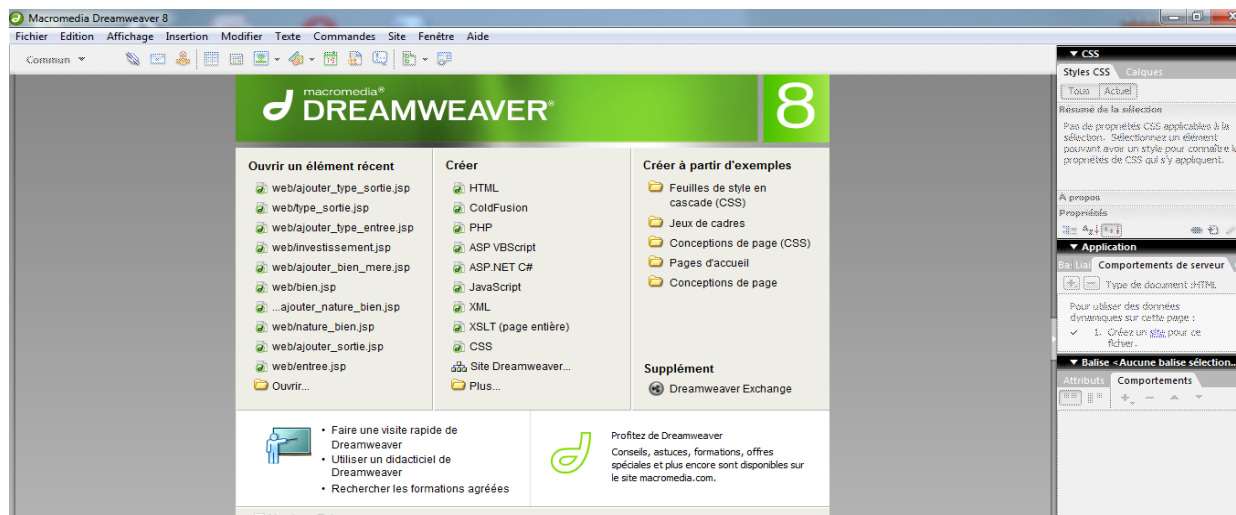 Macromedia Dreamweaver 8
Fichier Edition Affichage Insertion Modifier Texte Commandes Site Fenêtre Aide
Commun
macromedia®
DREAMWEAVER®
8
Ouvrir un élément récent
web/ajouter_type_sortie.jsp
web/type_sortie.jsp
web/ajouter_type_entree.jsp
web/investissement.jsp
web/ajouter_bien_mere.jsp
web/bien.jsp
...ajouter_nature_bien.jsp
web/nature_bien.jsp
web/ajouter_sortie.jsp
web/entree.jsp
Ouvrir...
Créer
HTML
ColdFusion
PHP
ASP VBScript
ASP.NET C#
JavaScript
XML
XSLT (page entière)
CSS
Site Dreamweaver...
Plus...
Créer à partir d'exemples
Feuilles de style en
cascade (CSS)
Jeux de cadres
Conceptions de page (CSS)
Pages d'accueil
Conceptions de page
Supplément
Dreamweaver Exchange
• Faire une visite rapide de
Dreamweaver
• Utiliser un didacticiel de
Dreamweaver
• Rechercher les formations agréées
Profitez de Dreamweaver
Conseils, astuces, formations, offres
spéciales et plus encore sont disponibles sur
le site macromedia.com.
CSS
Styles CSS Calques
Tous Actuel
Résumé de la sélection
Pas de propriétés CSS applicables à la
sélection. Sélectionnez un élément
pouvant avoir un style pour connaître
propriétés de CSS qui s'y appliquent.
A propos
Propriétés
Application
Comportements de serveur
Type de document :HTML
Pour utiliser des données
dynamiques sur cette page :
1. Créez un site pour ce
fichier.
Balise <Aucune balise sélection...
Attributs Comportements